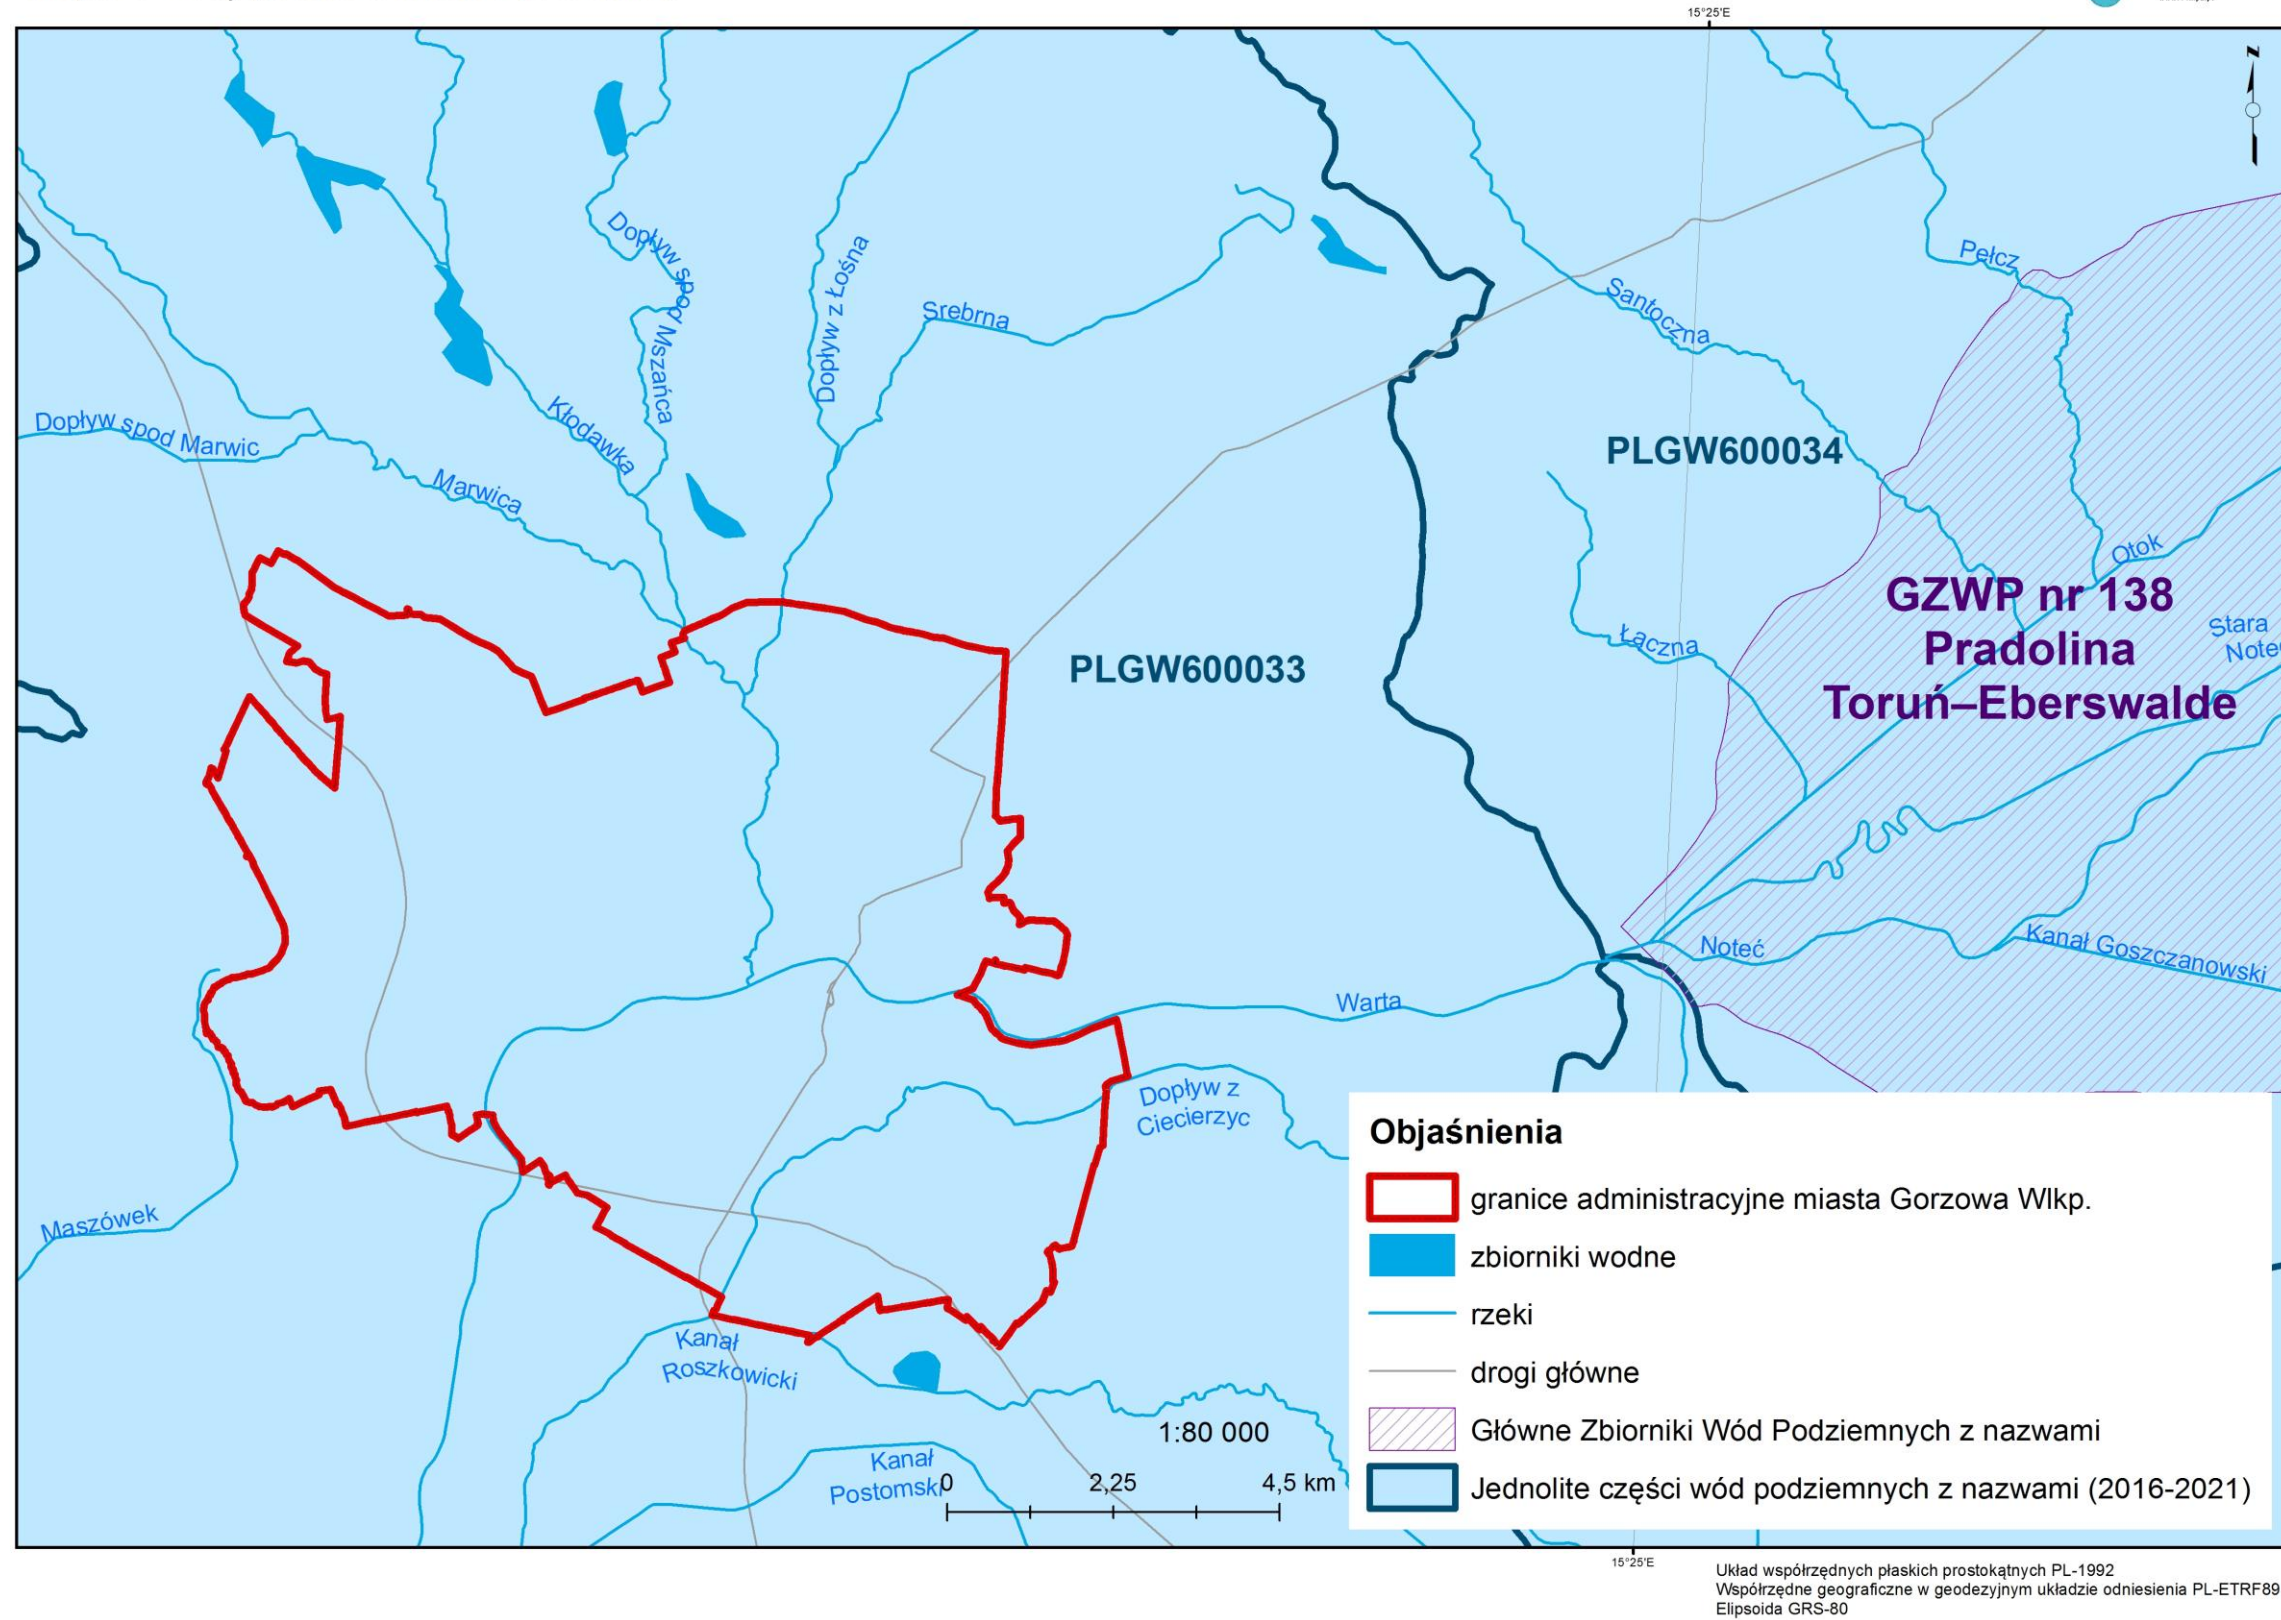 15°25'E
z
Dopływ spod Mszańca
Dopływ z Łośna
Srebrna
Pełcz
Santoczna
Dopływ spod Marwic
Kłodawka
Marwica
PLGW600034
Otok
GZWP nr 138
Pradolina
Toruń–Eberswalde
Stara
Łączna
PLGW600033
Noteć
Kanał Goszczanowski
Warta
Dopływ z
Ciecierzyc
Maszówek
Kanał
Roszkowicki
Kanał
Postomski
1:80 000
0 2,25 4,5 km
Objaśnienia
granice administracyjne miasta Gorzowa Wlkp.
zbiorniki wodne
rzeki
drogi główne
Główne Zbiorniki Wód Podziemnych z nazwami
Jednolite części wód podziemnych z nazwami (2016-2021)
15°25'E
Układ współrzędnych płaskich prostokątnych PL-1992
Współrzędne geograficzne w geodezyjnym układzie odniesienia PL-ETRF89
Elipsoida GRS-80